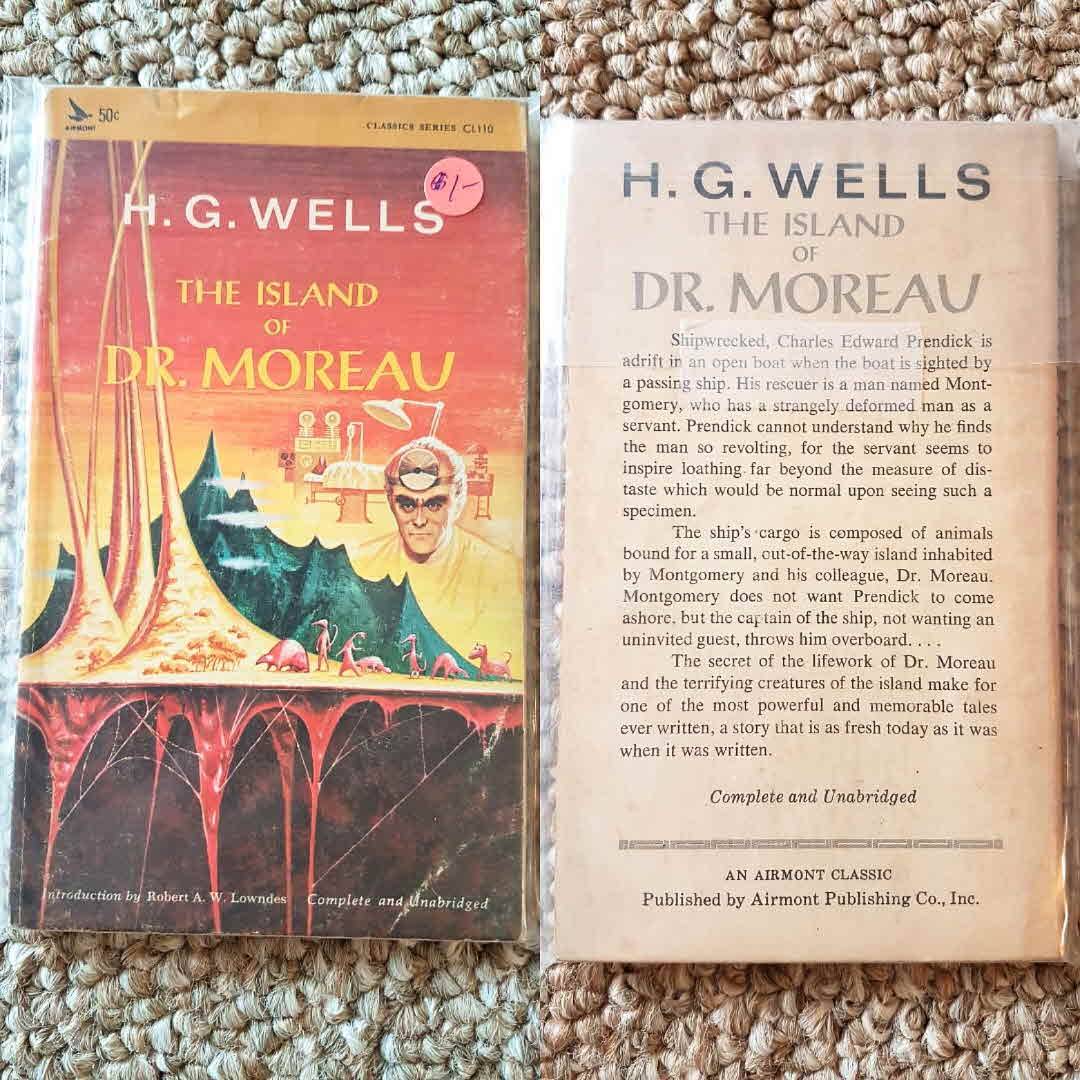 AIRMONT
50c
CLASSICS SERIES CL110
$1/-
H. G. WELLS
THE ISLAND
OF
DR. MOREAU
Introduction by Robert A. W. Lowndes Complete and Unabridged
H. G. WELLS
THE ISLAND
OF
DR. MOREAU
Shipwrecked, Charles Edward Prendick is
adrift in an open boat when the boat is sighted by
a passing ship. His rescuer is a man named Mont-
gomery, who has a strangely deformed man as a
servant. Prendick cannot understand why he finds
the man so revolting, for the servant seems to
inspire loathing far beyond the measure of dis-
taste which would be normal upon seeing such a
specimen.
The ship's cargo is composed of animals
bound for a small, out-of-the-way island inhabited
by Montgomery and his colleague, Dr. Moreau.
Montgomery does not want Prendick to come
ashore, but the captain of the ship, not wanting an
uninvited guest, throws him overboard. . . .
The secret of the lifework of Dr. Moreau
and the terrifying creatures of the island make for
one of the most powerful and memorable tales
ever written, a story that is as fresh today as it was
when it was written.
Complete and Unabridged
AN AIRMONT CLASSIC
Published by Airmont Publishing Co., Inc.